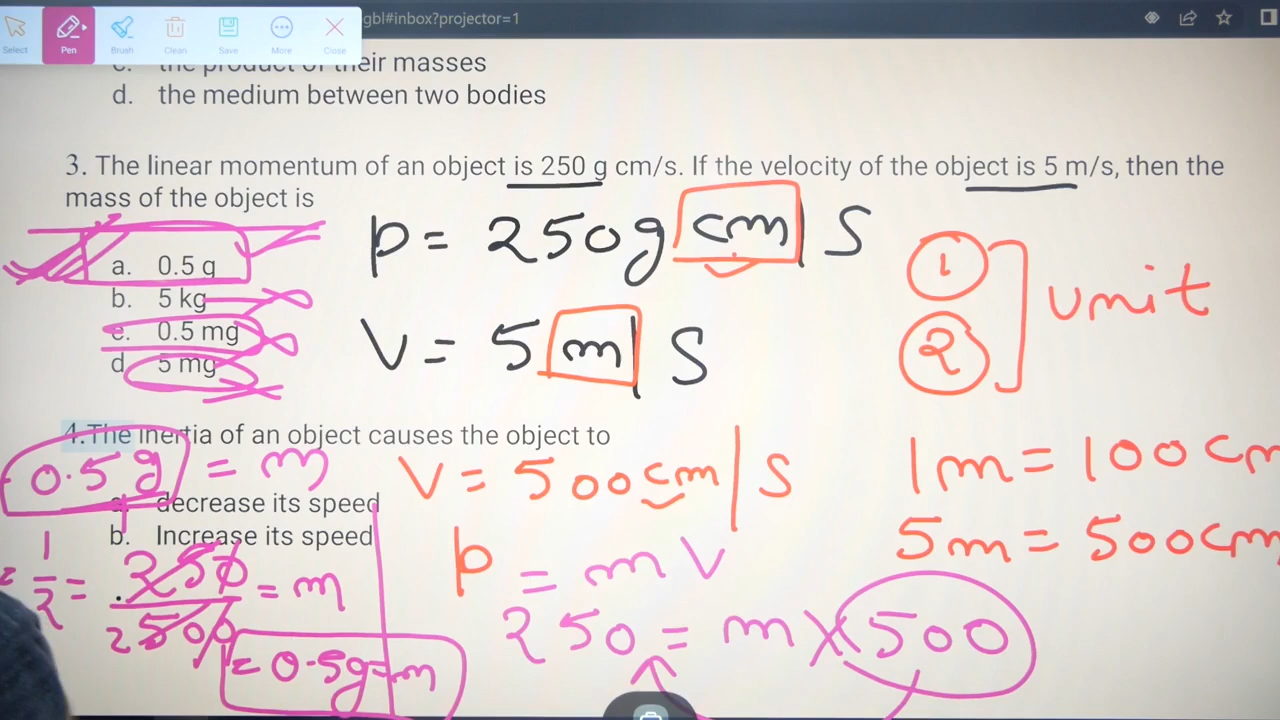 gbl#inbox?projector=1
Select Pen Brush Clean Save More Close
c. the product of their masses
d. the medium between two bodies
3. The linear momentum of an object is 250 g cm/s. If the velocity of the object is 5 m/s, then the
mass of the object is
a. 0.5 g
b. 5 kg
c. 0.5 mg
d. 5 mg
p = 250g cm/s
v = 5 m/s
1
2
unit
4.The inertia of an object causes the object to
a. decrease its speed
b. Increase its speed
v = 500cm/s
1m = 100cm
5m = 500cm
p = mv
250 = m × 500
0.5g = m
1/2 = 250/500 = m
= 0.5g = m